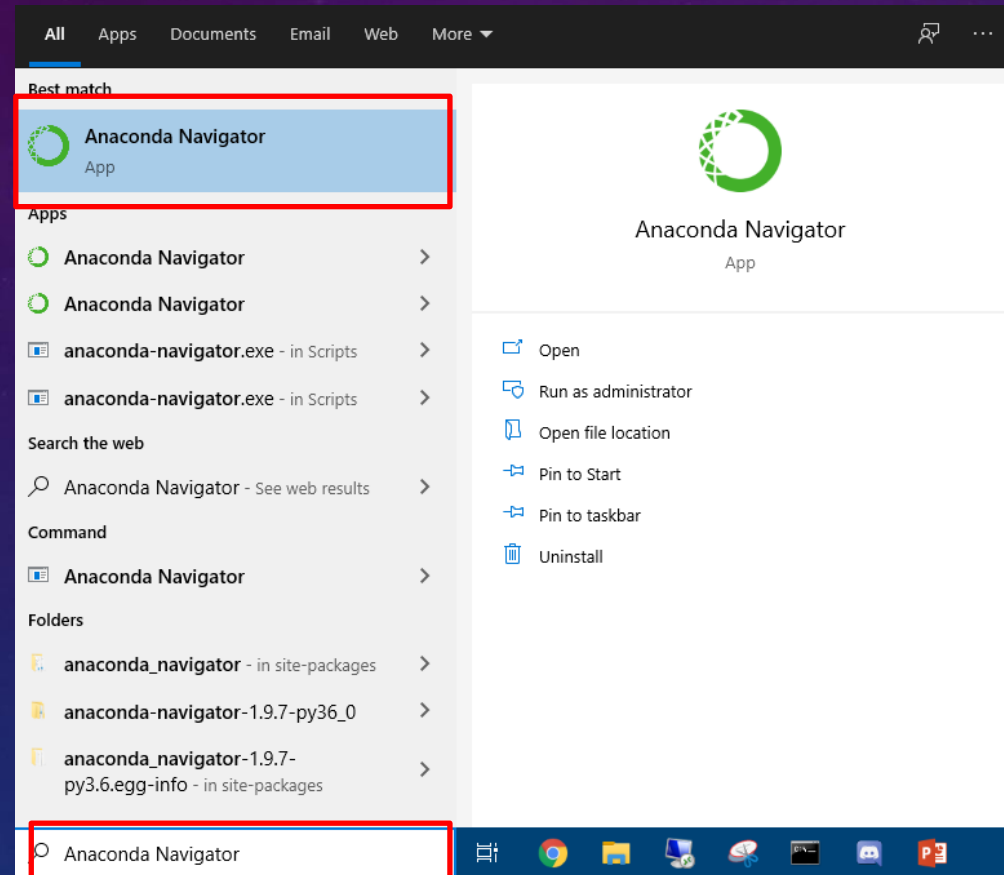 All Apps Documents Email Web More
Best match
Anaconda Navigator
App
Apps
Anaconda Navigator
Anaconda Navigator
anaconda-navigator.exe - in Scripts
anaconda-navigator.exe - in Scripts
Search the web
Anaconda Navigator - See web results
Command
Anaconda Navigator
Folders
anaconda_navigator - in site-packages
anaconda-navigator-1.9.7-py36_0
anaconda_navigator-1.9.7-
py3.6.egg-info - in site-packages
Anaconda Navigator
Anaconda Navigator
App
Open
Run as administrator
Open file location
Pin to Start
Pin to taskbar
Uninstall